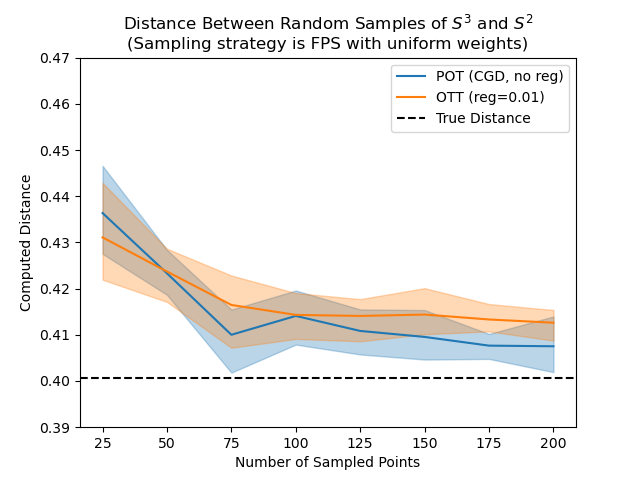 Distance Between Random Samples of $S^3$ and $S^2$
(Sampling strategy is FPS with uniform weights)
0.47
0.46
0.45
0.44
0.43
0.42
0.41
0.40
0.39
Computed Distance
POT (CGD, no reg)
OTT (reg=0.01)
True Distance
25 50 75 100 125 150 175 200
Number of Sampled Points